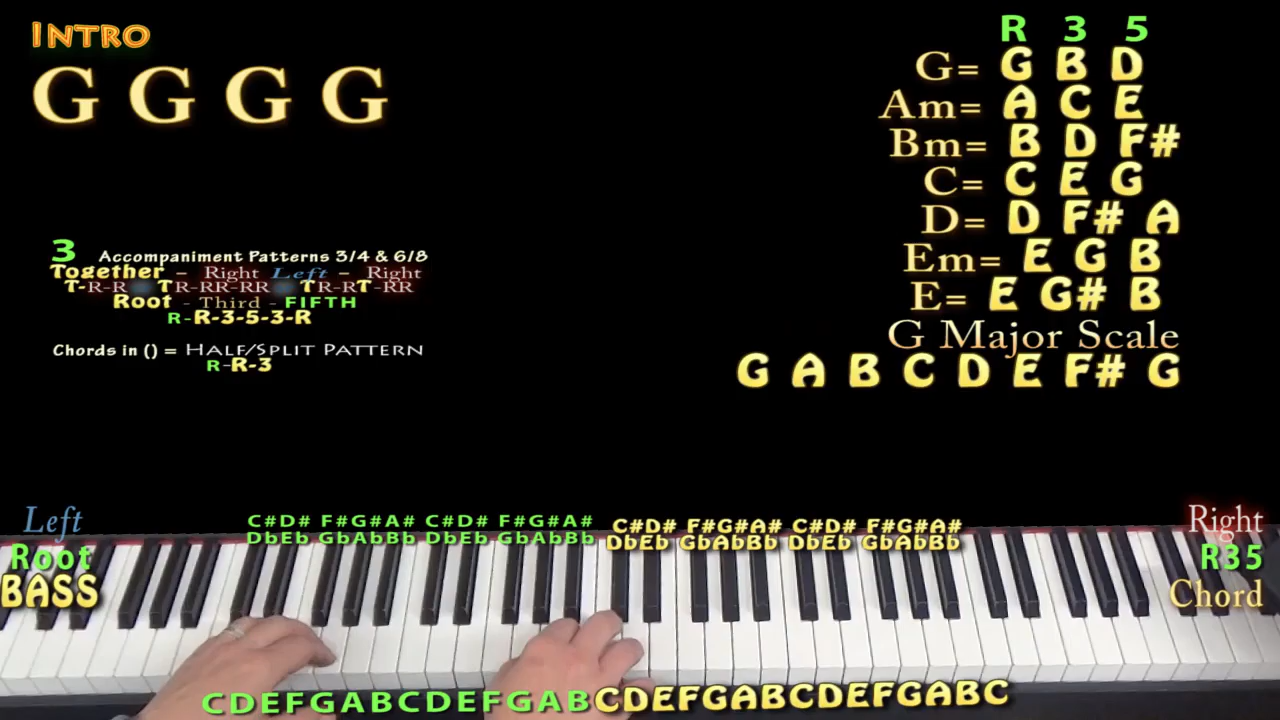 INTRO
G G G G
R 3 5
G= G B D
Am= A C E
Bm= B D F#
C= C E G
D= D F# A
Em= E G B
E= E G# B
G Major Scale
G A B C D E F# G
3 Accompaniment Patterns 3/4 & 6/8
Together - Right Left - Right
T-R-R TR-RR-RR TR-RT-RR
Root - Third - FIFTH
R-R-3-5-3-R
Chords in () = HALF/SPLIT PATTERN
R-R-3
Left
Root
BASS
C#D# F#G#A# C#D# F#G#A# C#D# F#G#A# C#D# F#G#A#
DbEb GbAbBb DbEb GbAbBb DbEb GbAbBb DbEb GbAbBb
Right
R35
Chord
CDEFGABCDEFGABCDEFGABCDEFGABC